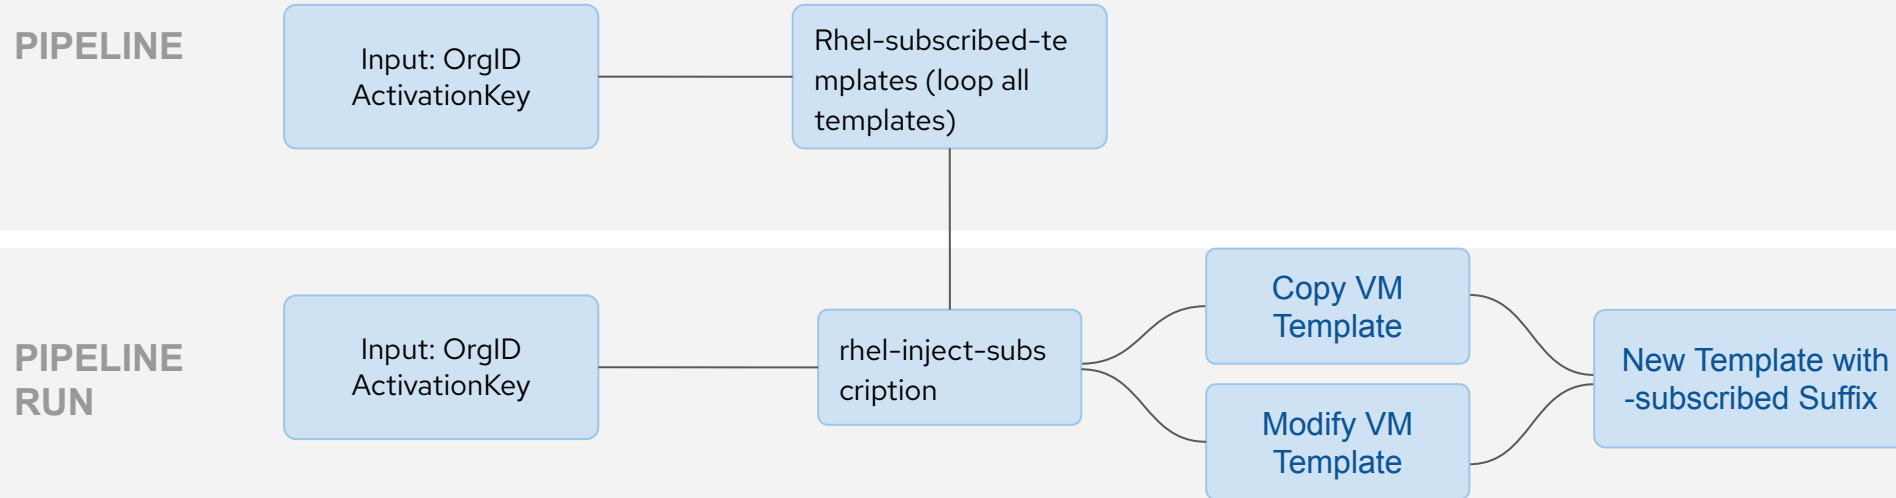 PIPELINE
Input: OrgID
ActivationKey
Rhel-subscribed-te
mplates (loop all
templates)
PIPELINE
RUN
Input: OrgID
ActivationKey
rhel-inject-subs
cription
Copy VM
Template
Modify VM
Template
New Template with
-subscribed Suffix